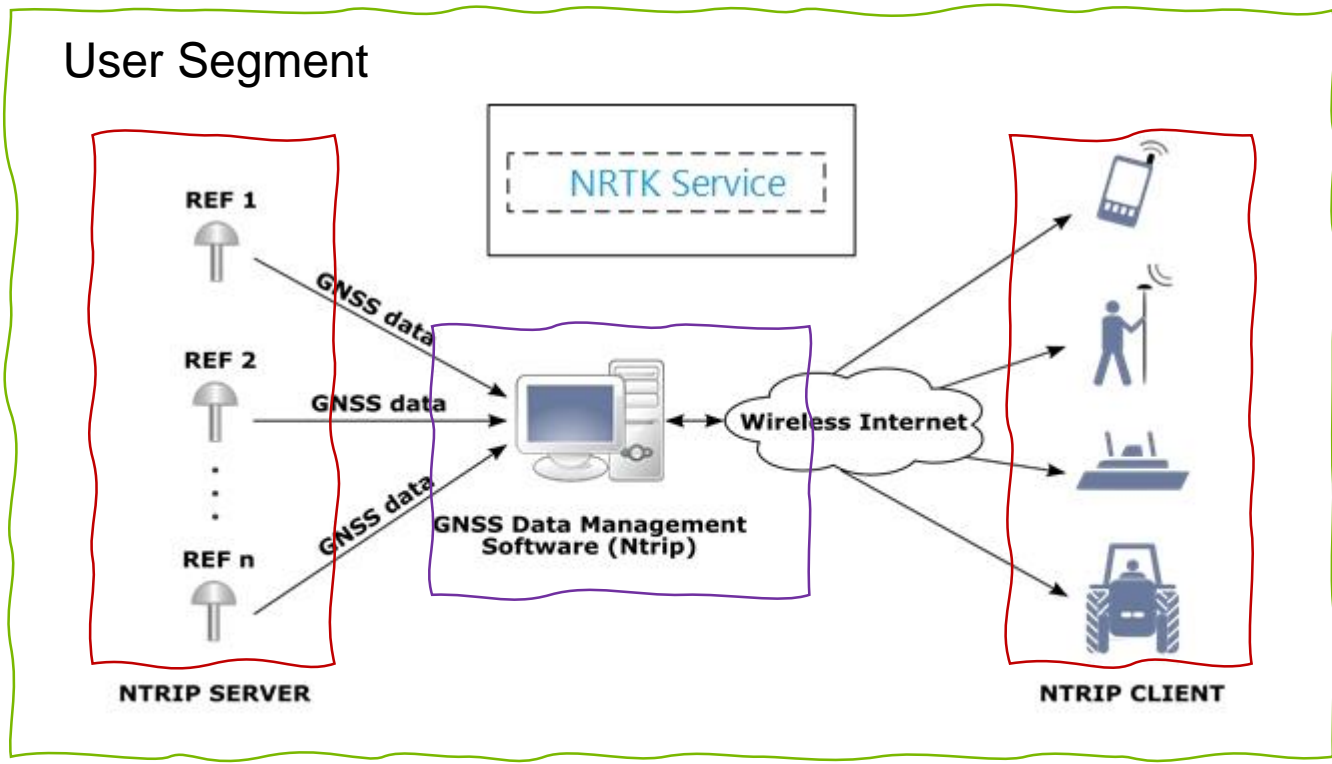 User Segment
NRTK Service
REF 1
GNSS data
REF 2
GNSS data
GNSS data
REF n
NTRIP SERVER
GNSS Data Management
Software (Ntrip)
Wireless Internet
NTRIP CLIENT